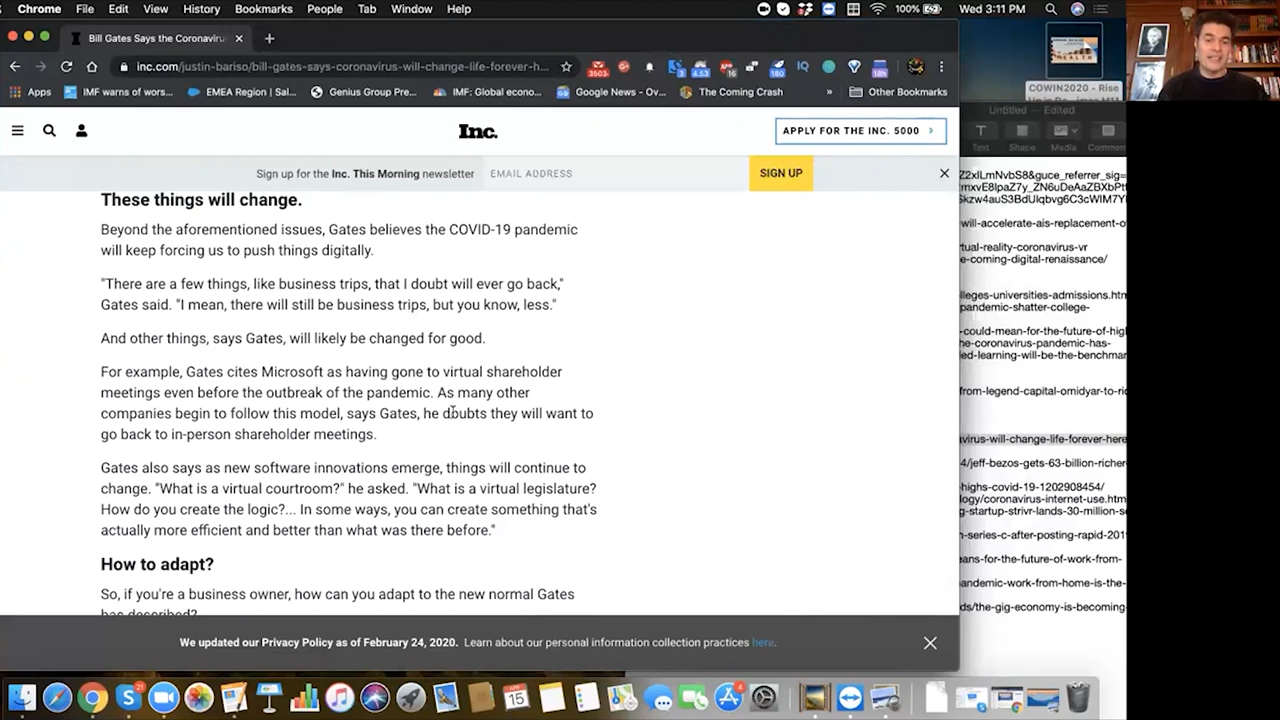 Chrome File Edit View History Bookmarks People Tab Window Help 100% Wed 3:11 PM
Bill Gates Says the Coronaviru
inc.com/justin-bariso/bill-gates-says-coronavirus-will-change-life-forev…
Apps IMF warns of wors... EMEA Region | Sal... Genius Group Pre... IMF: Global econo... Google News - Ov... The Coming Crash » Other Bookmarks
COWIN2020 - Rise
Untitled — Edited
Text Share Media Comment
Inc.
APPLY FOR THE INC. 5000
Sign up for the Inc. This Morning newsletter EMAIL ADDRESS SIGN UP
These things will change.
Beyond the aforementioned issues, Gates believes the COVID-19 pandemic
will keep forcing us to push things digitally.
"There are a few things, like business trips, that I doubt will ever go back,"
Gates said. "I mean, there will still be business trips, but you know, less."
And other things, says Gates, will likely be changed for good.
For example, Gates cites Microsoft as having gone to virtual shareholder
meetings even before the outbreak of the pandemic. As many other
companies begin to follow this model, says Gates, he doubts they will want to
go back to in-person shareholder meetings.
Gates also says as new software innovations emerge, things will continue to
change. "What is a virtual courtroom?" he asked. "What is a virtual legislature?
How do you create the logic?... In some ways, you can create something that's
actually more efficient and better than what was there before."
How to adapt?
So, if you're a business owner, how can you adapt to the new normal Gates
has described?
We updated our Privacy Policy as of February 24, 2020. Learn about our personal information collection practices here.
will-accelerate-ais-replacement-o
tual-reality-coronavirus-vr
e-coming-digital-renaissance/
lleges-universities-admissions.htm
pandemic-shatter-college-
could-mean-for-the-future-of-hig
he-coronavirus-pandemic-has-
led-learning-will-be-the-benchmar
from-legend-capital-omidyar-to-ri
avirus-will-change-life-forever-here
4/jeff-bezos-gets-63-billion-richer
highs-covid-19-1202908454/
logy/coronavirus-internet-use.htm
g-startup-strivr-lands-30-million-s
n-series-c-after-posting-rapid-201
eans-for-the-future-of-work-from-
andemic-work-from-home-is-the-
ds/the-gig-economy-is-becoming-